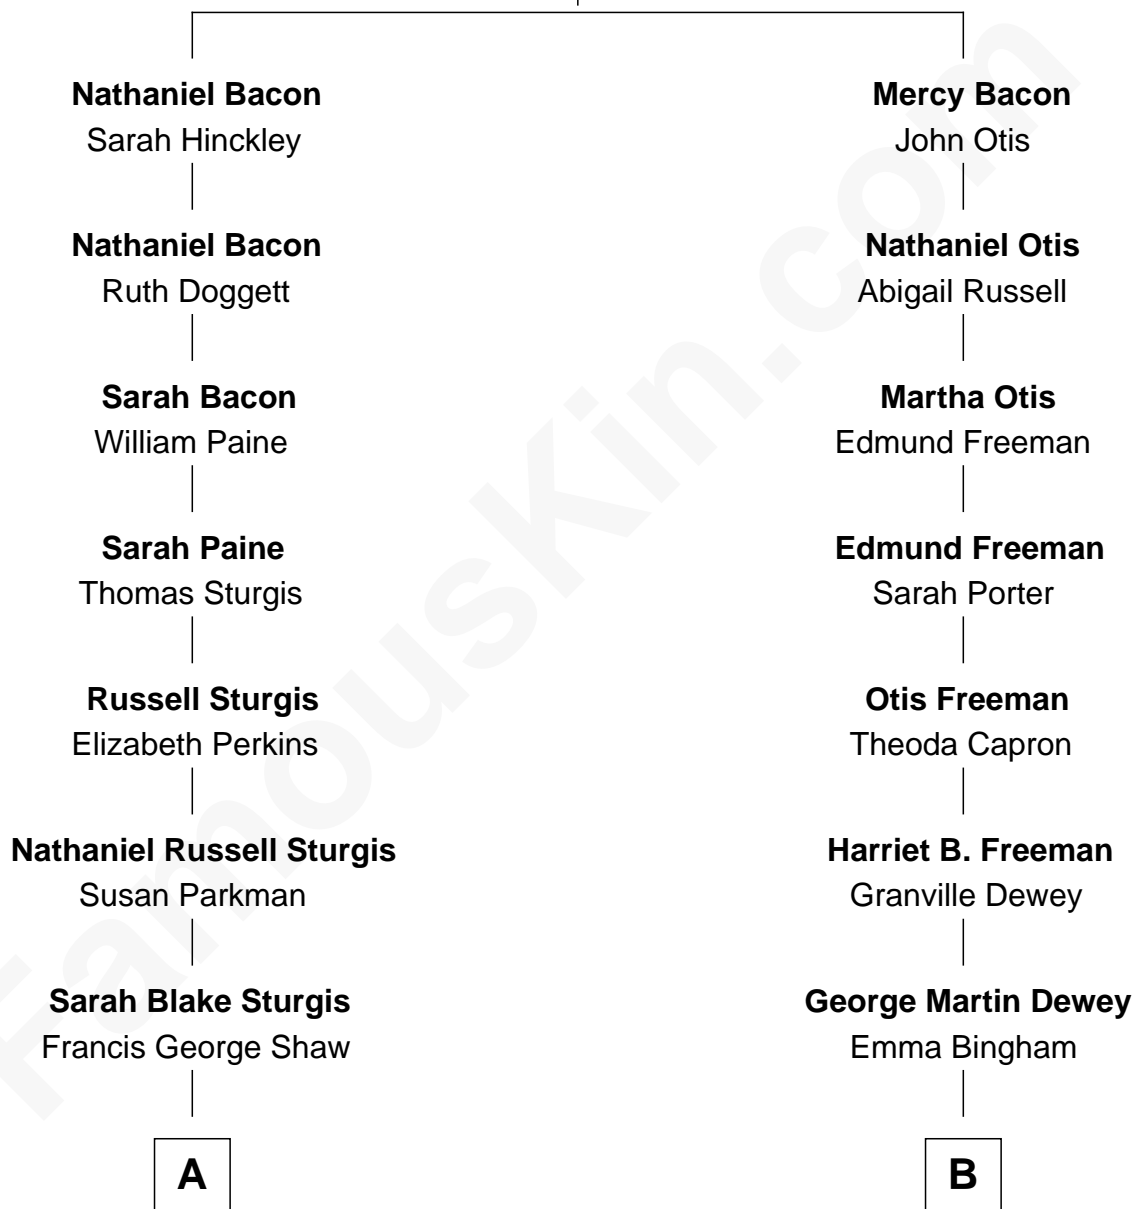 Nathaniel Bacon
Sarah Hinckley
Nathaniel Bacon
Ruth Doggett
Sarah Bacon
William Paine
Sarah Paine
Thomas Sturgis
Russell Sturgis
Elizabeth Perkins
Nathaniel Russell Sturgis
Susan Parkman
Sarah Blake Sturgis
Francis George Shaw
A
Mercy Bacon
John Otis
Nathaniel Otis
Abigail Russell
Martha Otis
Edmund Freeman
Edmund Freeman
Sarah Porter
Otis Freeman
Theoda Capron
Harriet B. Freeman
Granville Dewey
George Martin Dewey
Emma Bingham
B
FamousKin.com